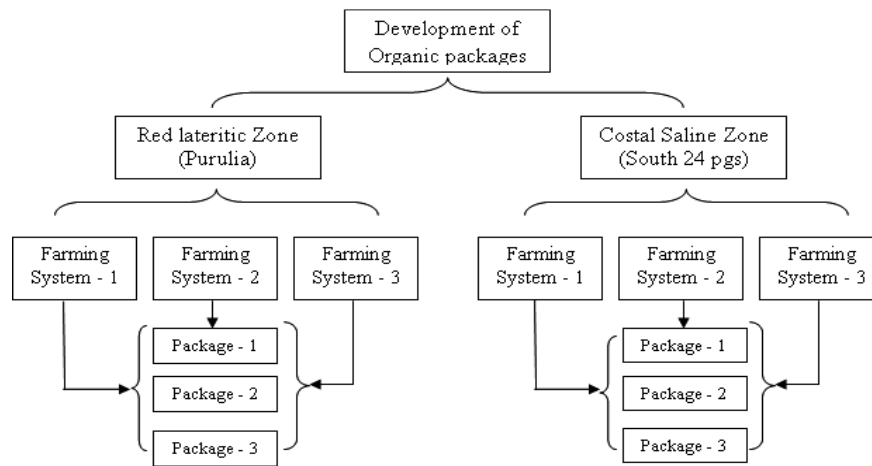 Development of
Organic packages
Red lateritic Zone
(Purulia)
Costal Saline Zone
(South 24 pgs)
Farming
System - 1
Farming
System - 2
Farming
System - 3
Farming
System - 1
Farming
System - 2
Farming
System - 3
Package - 1
Package - 2
Package - 3
Package - 1
Package - 2
Package - 3